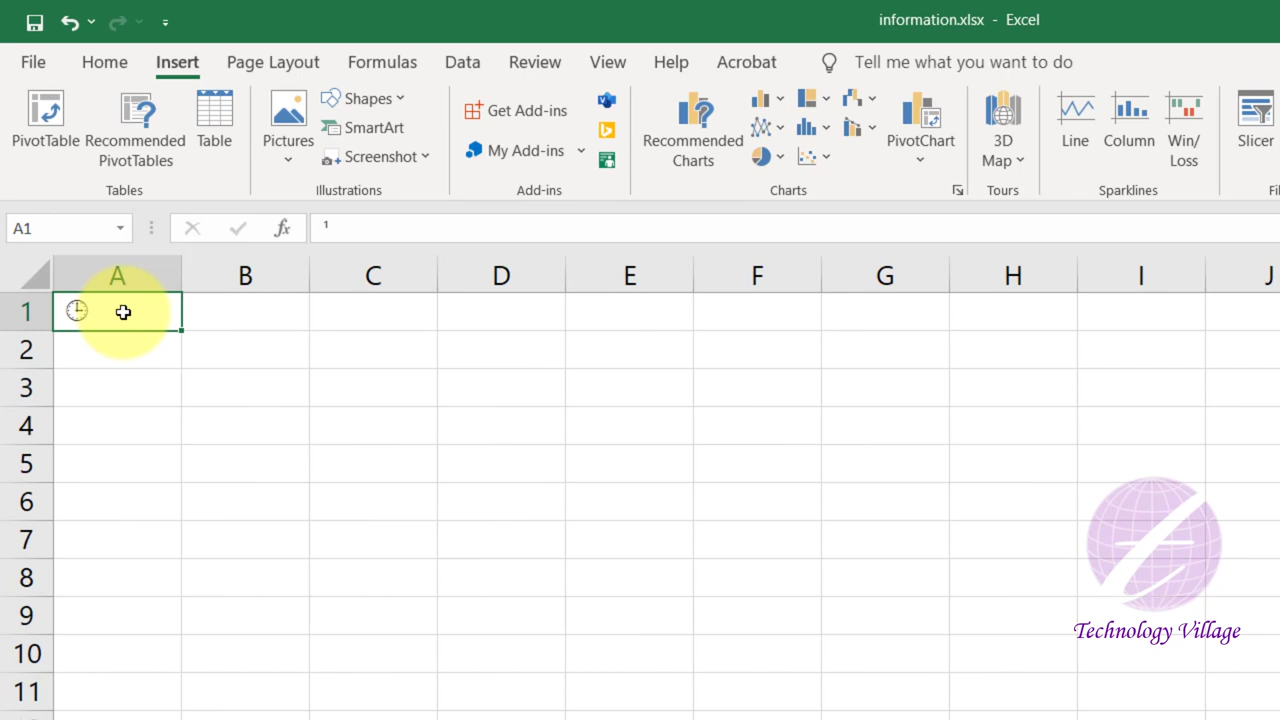 information.xlsx - Excel
File Home Insert Page Layout Formulas Data Review View Help Acrobat Tell me what you want to do
PivotTable
Recommended
PivotTables
Table
Tables
Pictures
Shapes
SmartArt
Screenshot
Illustrations
Get Add-ins
My Add-ins
Add-ins
Recommended
Charts
PivotChart
Charts
3D
Map
Tours
Line
Column
Win/
Loss
Sparklines
Slicer
A1 fx ¹
A B C D E F G H I J
1
2
3
4
5
6
7
8
9
10
11
Technology Village